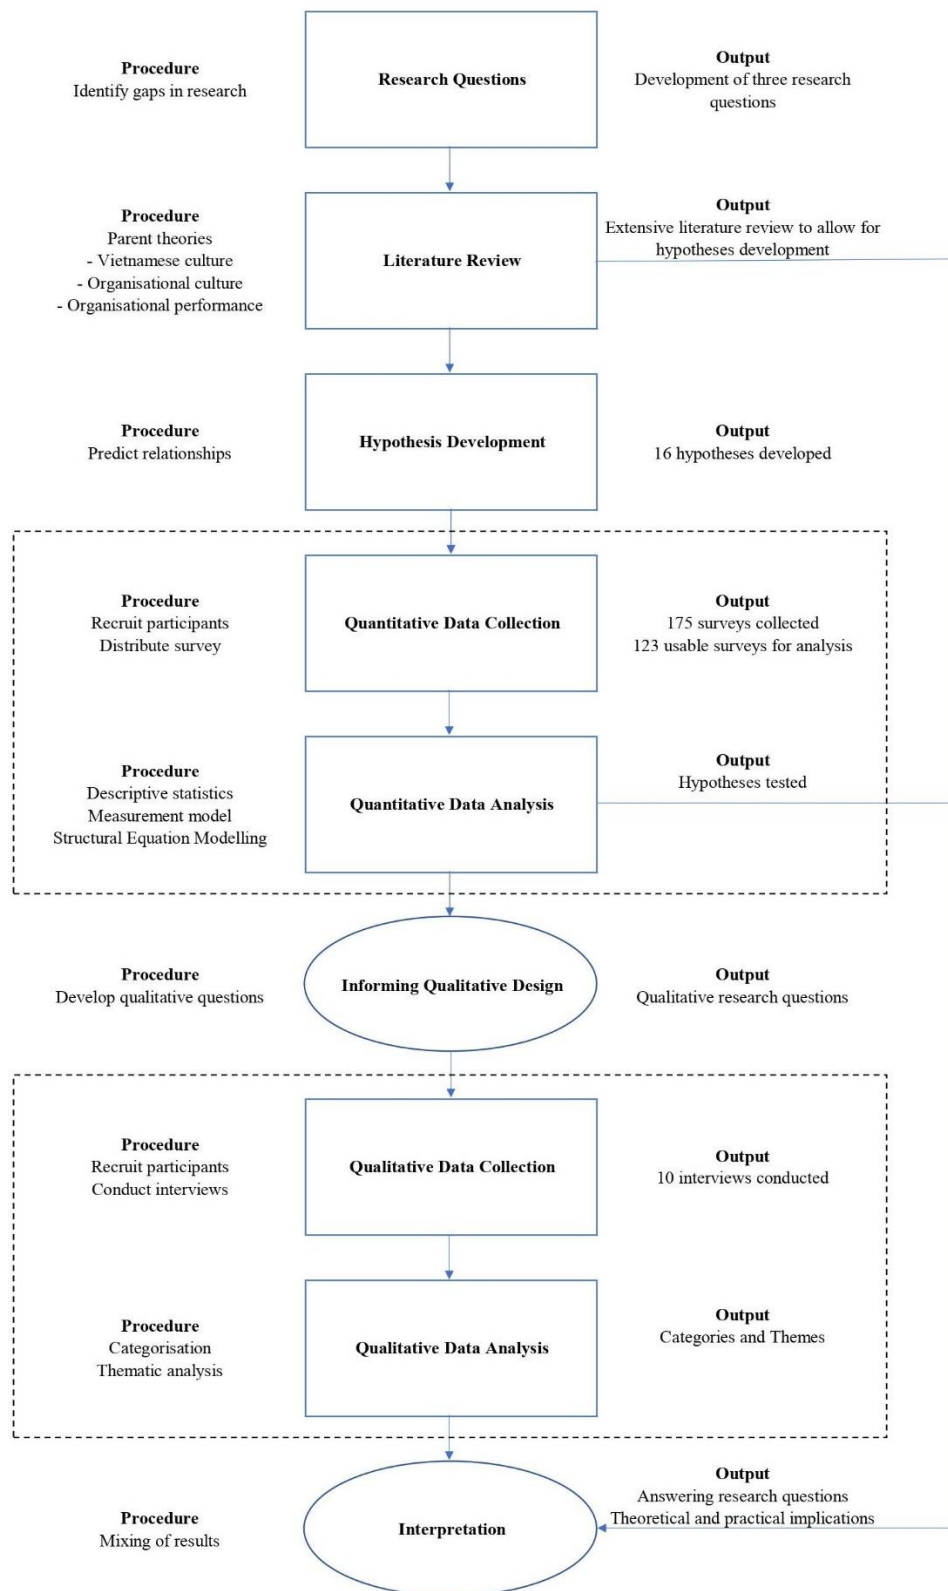 Procedure
Identify gaps in research
Research Questions
Output
Development of three research
questions
Procedure
Parent theories
- Vietnamese culture
- Organisational culture
- Organisational performance
Literature Review
Output
Extensive literature review to allow for
hypotheses development
Procedure
Predict relationships
Hypothesis Development
Output
16 hypotheses developed
Procedure
Recruit participants
Distribute survey
Quantitative Data Collection
Output
175 surveys collected
123 usable surveys for analysis
Procedure
Descriptive statistics
Measurement model
Structural Equation Modelling
Quantitative Data Analysis
Output
Hypotheses tested
Procedure
Develop qualitative questions
Informing Qualitative Design
Output
Qualitative research questions
Procedure
Recruit participants
Conduct interviews
Qualitative Data Collection
Output
10 interviews conducted
Procedure
Categorisation
Thematic analysis
Qualitative Data Analysis
Output
Categories and Themes
Procedure
Mixing of results
Interpretation
Output
Answering research questions
Theoretical and practical implications